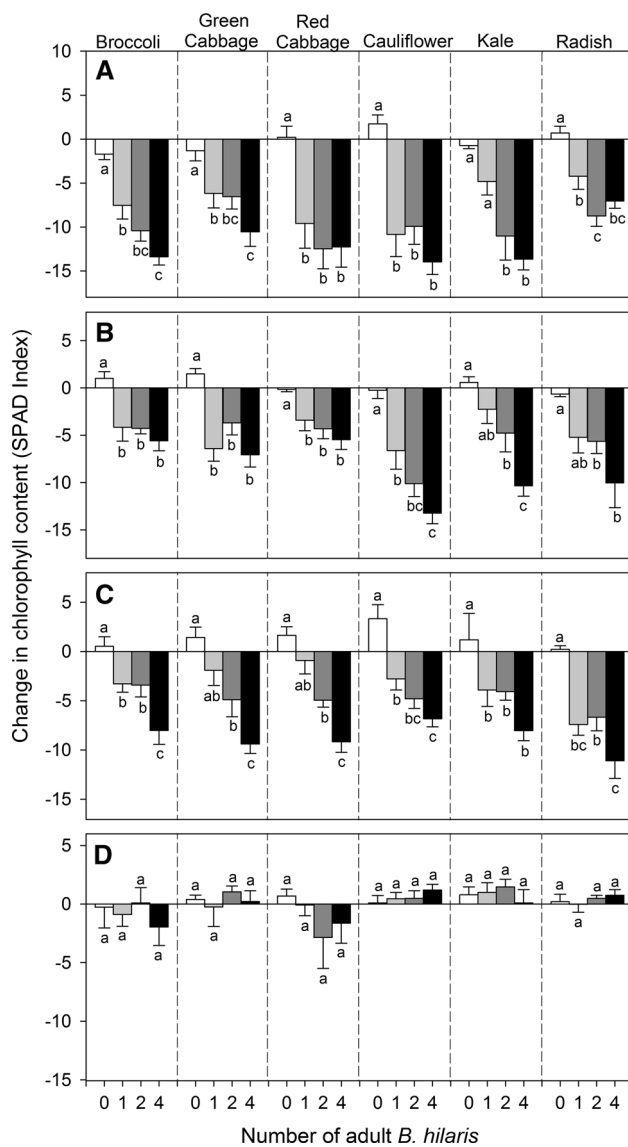 Broccoli
Green
Cabbage
Red
Cabbage
Cauliflower
Kale
Radish
Change in chlorophyll content (SPAD Index)
A
10
5
0
-5
-10
-15
a b bc c
a b bc c
a b b b
a b b b
a a b b
a b c bc
B
5
0
-5
-10
-15
a b b b
a b b b
a b b b
a b bc c
a ab b c
a ab b b
C
5
0
-5
-10
-15
a b b c
a ab b c
a ab b c
a b bc c
a b b c
a bc b c
D
5
0
-5
-10
-15
a a a a
a a a a
a a a a
a a a a
a a a a
a a a a
0 1 2 4 0 1 2 4 0 1 2 4 0 1 2 4 0 1 2 4 0 1 2 4
Number of adult B. hilaris